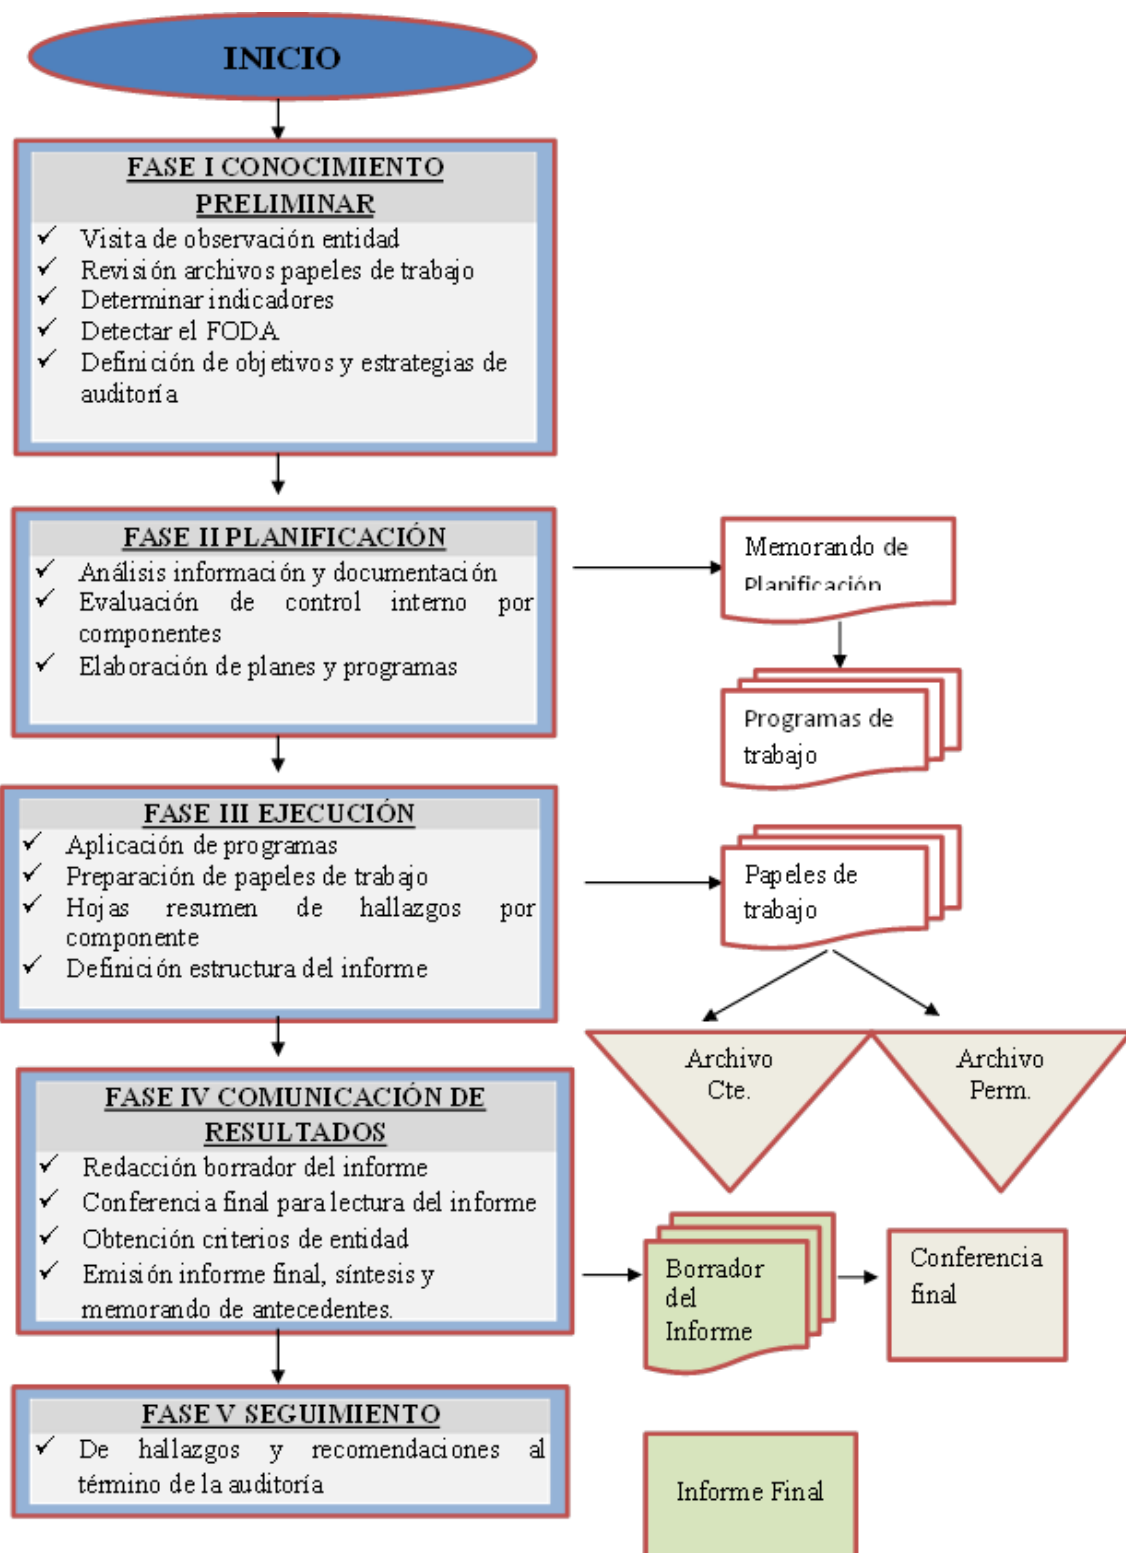 INICIO
FASE I CONOCIMIENTO
PRELIMINAR
✓ Visita de observación entidad
✓ Revisión archivos papeles de trabajo
✓ Determinar indicadores
✓ Detectar el FODA
✓ Definición de objetivos y estrategias de
auditoría
FASE II PLANIFICACIÓN
✓ Análisis información y documentación
✓ Evaluación de control interno por
componentes
✓ Elaboración de planes y programas
Memorando de
Planificación
Programas de
trabajo
FASE III EJECUCIÓN
✓ Aplicación de programas
✓ Preparación de papeles de trabajo
✓ Hojas resumen de hallazgos por
componente
✓ Definición estructura del informe
Papeles de
trabajo
Archivo
Cte.
Archivo
Perm.
FASE IV COMUNICACIÓN DE
RESULTADOS
✓ Redacción borrador del informe
✓ Conferencia final para lectura del informe
✓ Obtención criterios de entidad
✓ Emisión informe final, síntesis y
memorando de antecedentes.
Borrador
del
Informe
Conferencia
final
FASE V SEGUIMIENTO
✓ De hallazgos y recomendaciones al
término de la auditoría
Informe Final